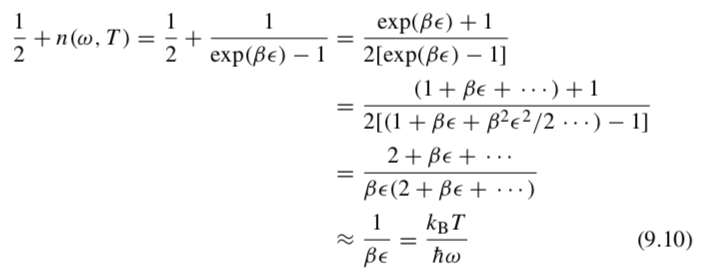 1/2 + n(ω, T) = 1/2 + 1/(exp(βϵ) − 1) = (exp(βϵ) + 1)/(2[exp(βϵ) − 1])
= ((1 + βϵ + ···) + 1)/(2[(1 + βϵ + β²ϵ²/2 ···) − 1])
= (2 + βϵ + ···)/(βϵ(2 + βϵ + ···))
≈ 1/(βϵ) = (k_B T)/(ℏω) (9.10)